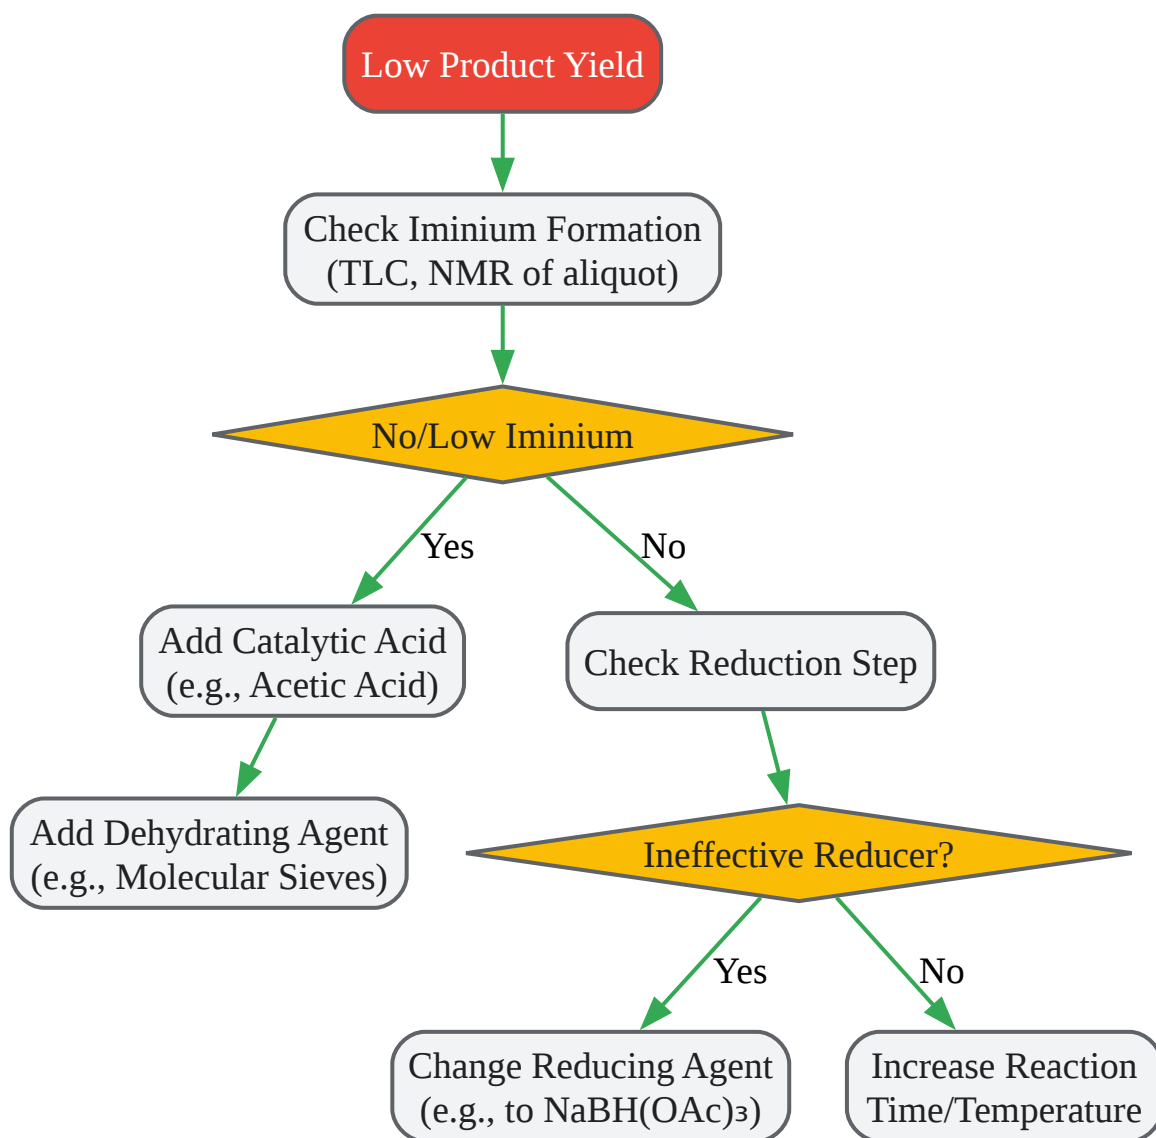 Low Product Yield
Check Iminium Formation
(TLC, NMR of aliquot)
No/Low Iminium
Yes
No
Add Catalytic Acid
(e.g., Acetic Acid)
Check Reduction Step
Add Dehydrating Agent
(e.g., Molecular Sieves)
Ineffective Reducer?
Yes
No
Change Reducing Agent
(e.g., to NaBH(OAc)₃)
Increase Reaction
Time/Temperature